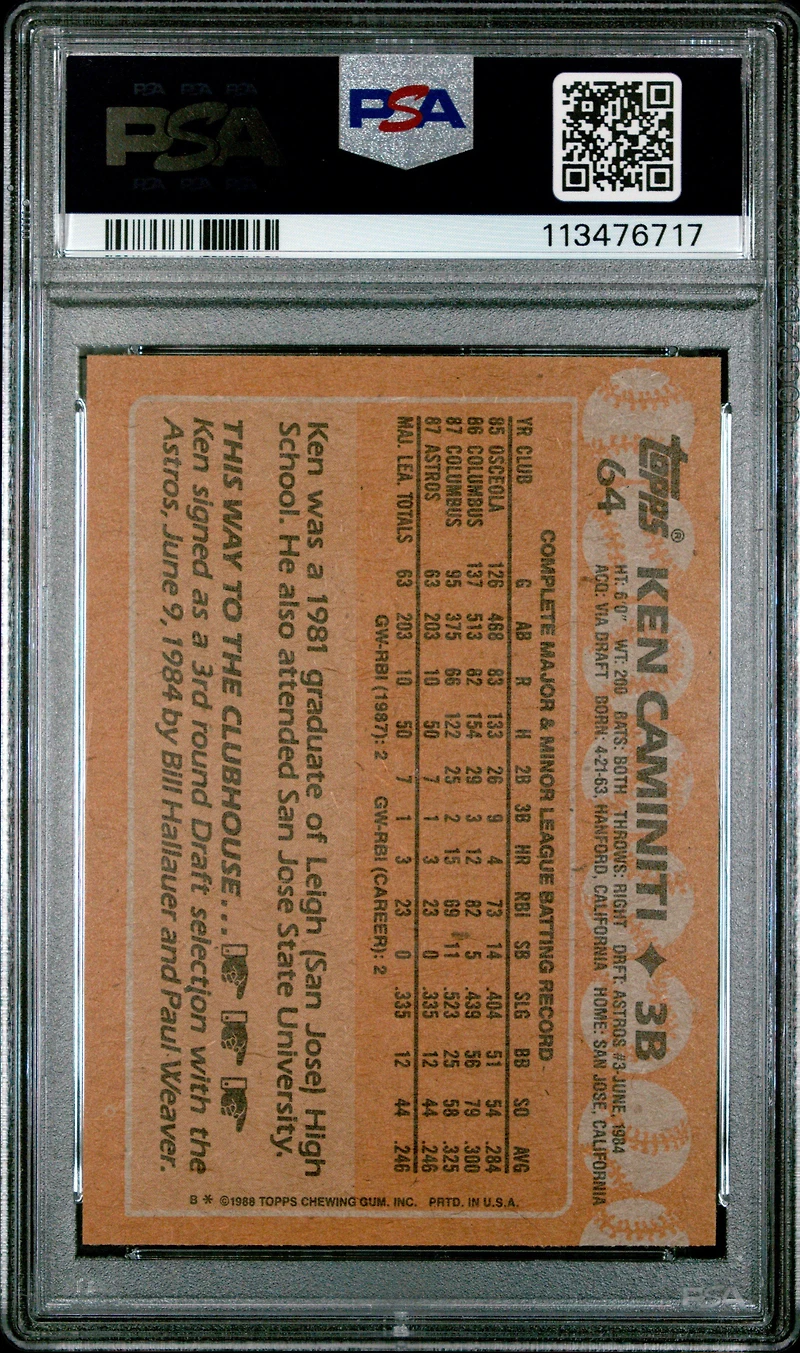 PSA PSA PSA
PSA
PSA PSA PSA
PSA
113476717
topps®
64 KEN CAMINITI ◆ 3B
HT: 6'0" WT: 200 BATS: BOTH THROWS: RIGHT DRFT: ASTROS #3-JUNE, 1984
ACQ: VIA DRAFT BORN: 4-21-63, HANFORD, CALIFORNIA HOME: SAN JOSE, CALIFORNIA
COMPLETE MAJOR & MINOR LEAGUE BATTING RECORD
YR CLUB G AB R H 2B 3B HR RBI SB SLG BB SO AVG
85 OSCEOLA 126 468 83 133 26 9 4 73 14 .404 51 54 .284
86 COLUMBUS 137 513 82 154 29 3 12 82 5 .439 56 79 .300
87 COLUMBUS 95 375 66 122 25 2 15 69 11 .523 25 58 .325
87 ASTROS 63 203 10 50 7 1 3 23 0 .335 12 44 .246
MAJ. LEA. TOTALS 63 203 10 50 7 1 3 23 0 .335 12 44 .246
GW-RBI (1987): 2 GW-RBI (CAREER): 2
Ken was a 1981 graduate of Leigh (San Jose) High
School. He also attended San Jose State University.
THIS WAY TO THE CLUBHOUSE...
Ken signed as a 3rd round Draft selection with the
Astros, June 9, 1984 by Bill Hallauer and Paul Weaver.
B * ©1988 TOPPS CHEWING GUM. INC. PRTD. IN U.S.A.
PSA